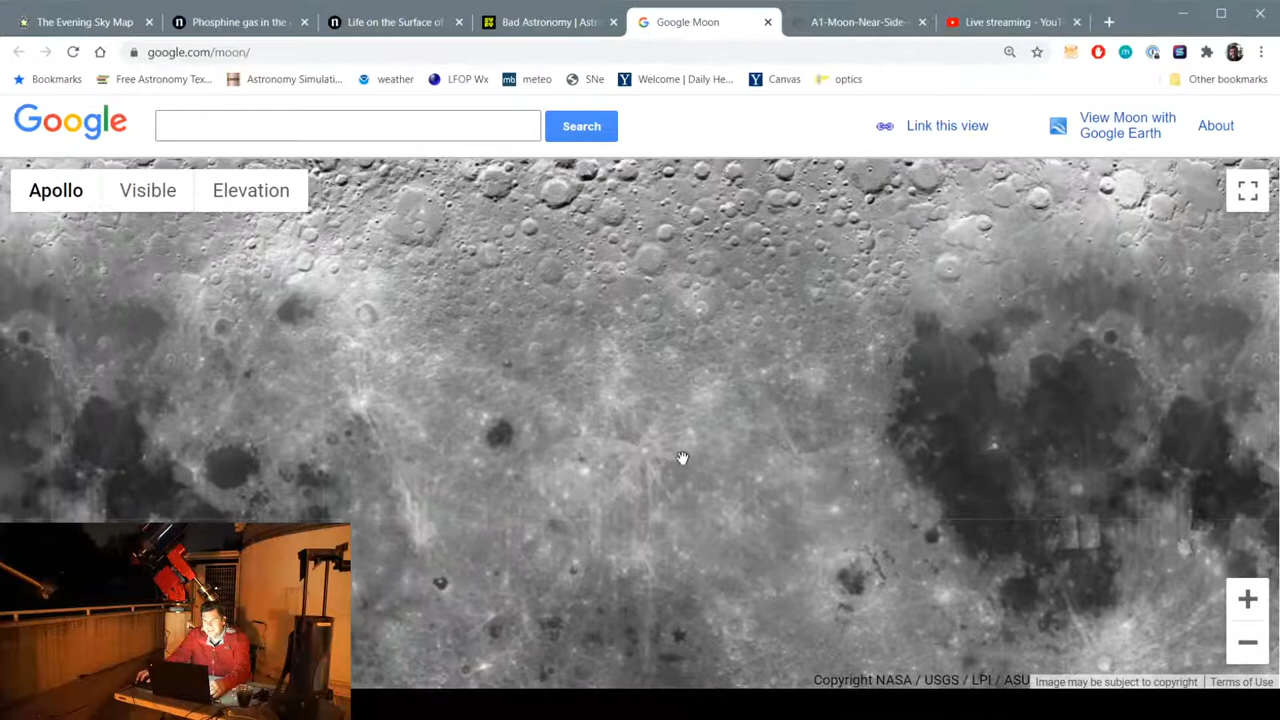 The Evening Sky Map
Phosphine gas in the
Life on the Surface of
Bad Astronomy | Ast
Google Moon
A1-Moon-Near-Side-
Live streaming - YouT
google.com/moon/
Bookmarks
Free Astronomy Tex...
Astronomy Simulati...
weather
LFOP Wx
mb meteo
SNe
Y Welcome | Daily He...
Y Canvas
optics
Other bookmarks
Google
Search
Link this view
View Moon with
Google Earth
About
Apollo
Visible
Elevation
Copyright NASA / USGS / LPI / ASU
Image may be subject to copyright
Terms of Use